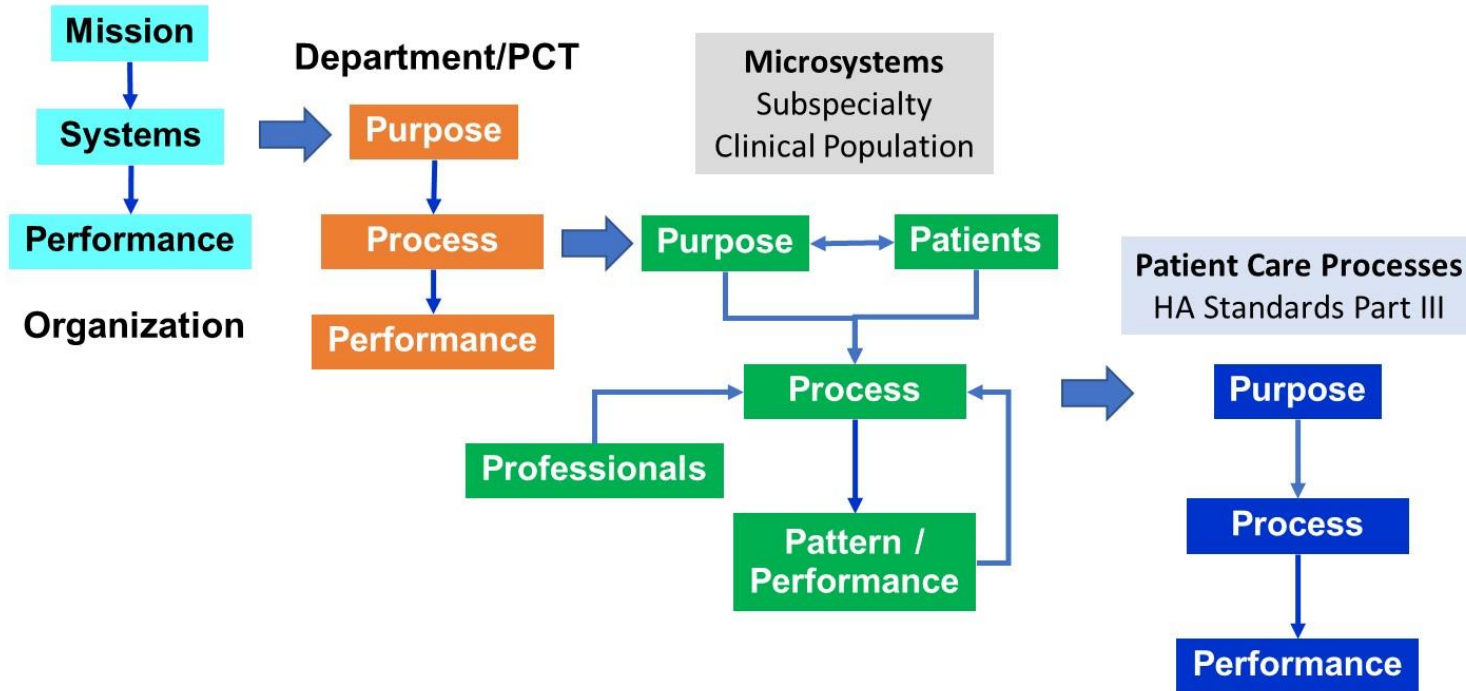 Mission
Systems
Performance
Organization
Department/PCT
Purpose
Process
Performance
Microsystems
Subspecialty
Clinical Population
Purpose
Patients
Process
Professionals
Pattern /
Performance
Patient Care Processes
HA Standards Part III
Purpose
Process
Performance